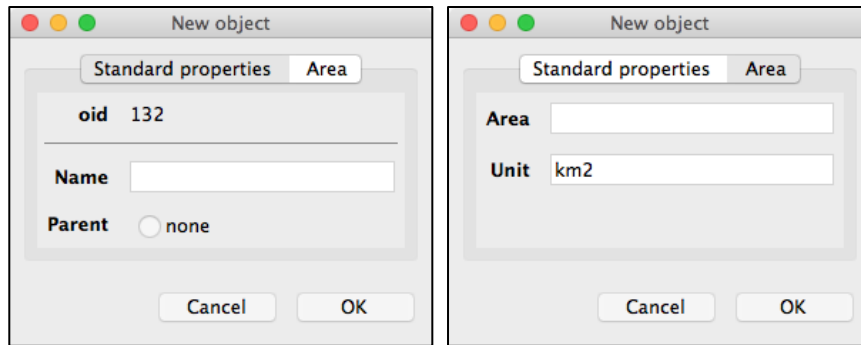 New object
Standard properties Area
oid 132
Name
Parent none
Cancel OK
New object
Standard properties Area
Area
Unit km2
Cancel OK